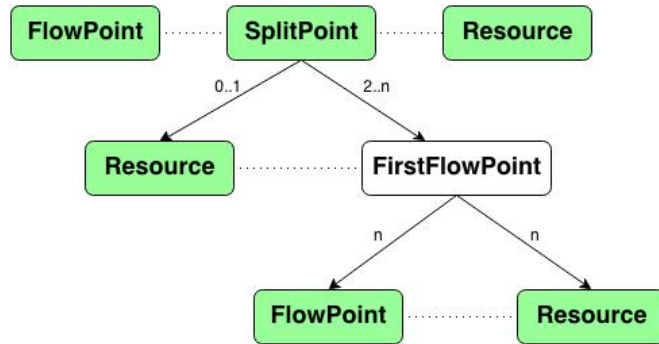 FlowPoint
SplitPoint
Resource
0..1
2..n
Resource
FirstFlowPoint
n
n
FlowPoint
Resource